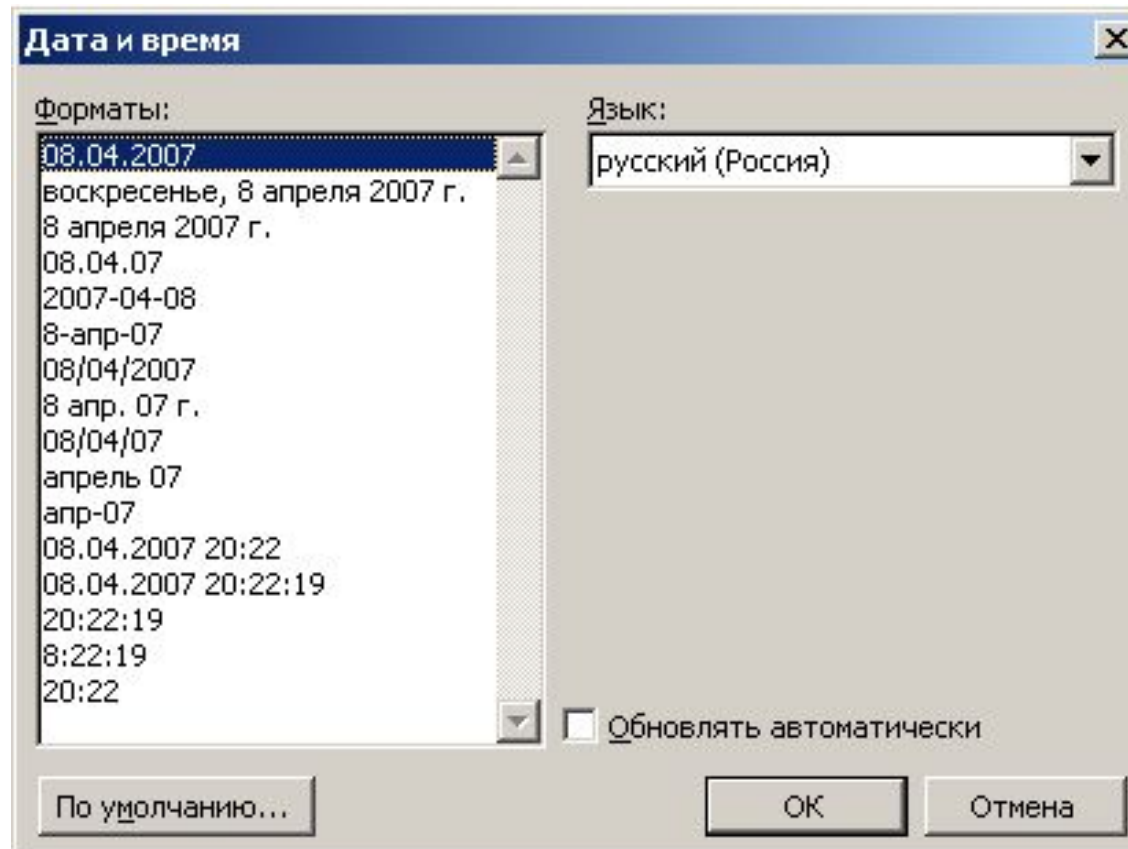 Дата и время
Форматы:
08.04.2007
воскресенье, 8 апреля 2007 г.
8 апреля 2007 г.
08.04.07
2007-04-08
8-апр-07
08/04/2007
8 апр. 07 г.
08/04/07
апрель 07
апр-07
08.04.2007 20:22
08.04.2007 20:22:19
20:22:19
8:22:19
20:22
Язык:
русский (Россия)
Обновлять автоматически
По умолчанию...
ОК
Отмена